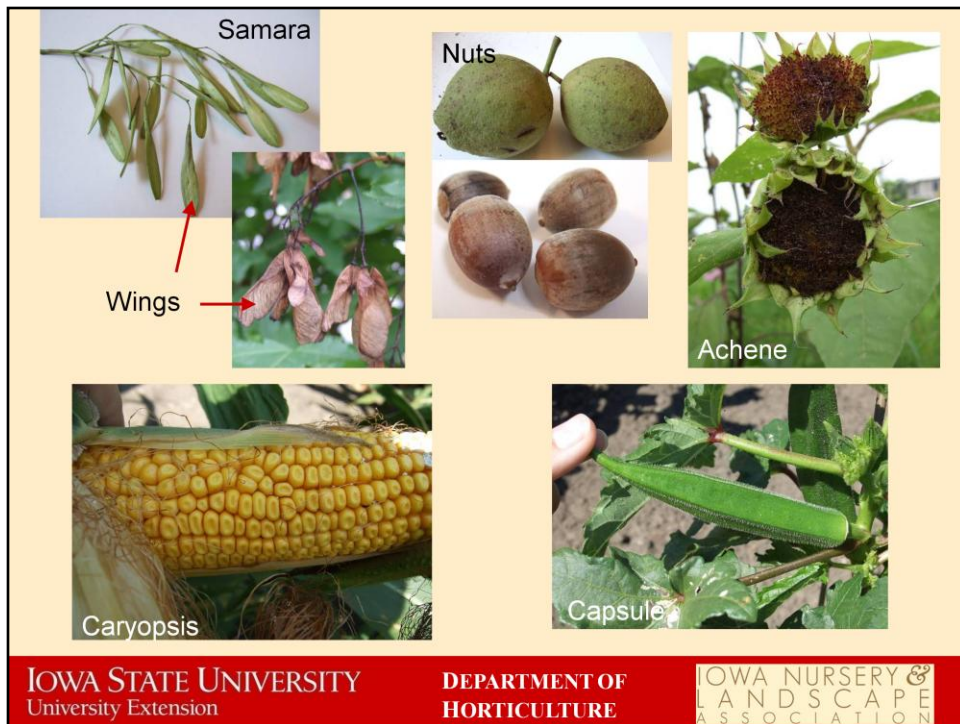 Samara
Nuts
Wings
Achene
Caryopsis
Capsule
IOWA STATE UNIVERSITY
University Extension
DEPARTMENT OF
HORTICULTURE
IOWA NURSERY &
LANDSCAPE
ASSOCIATION